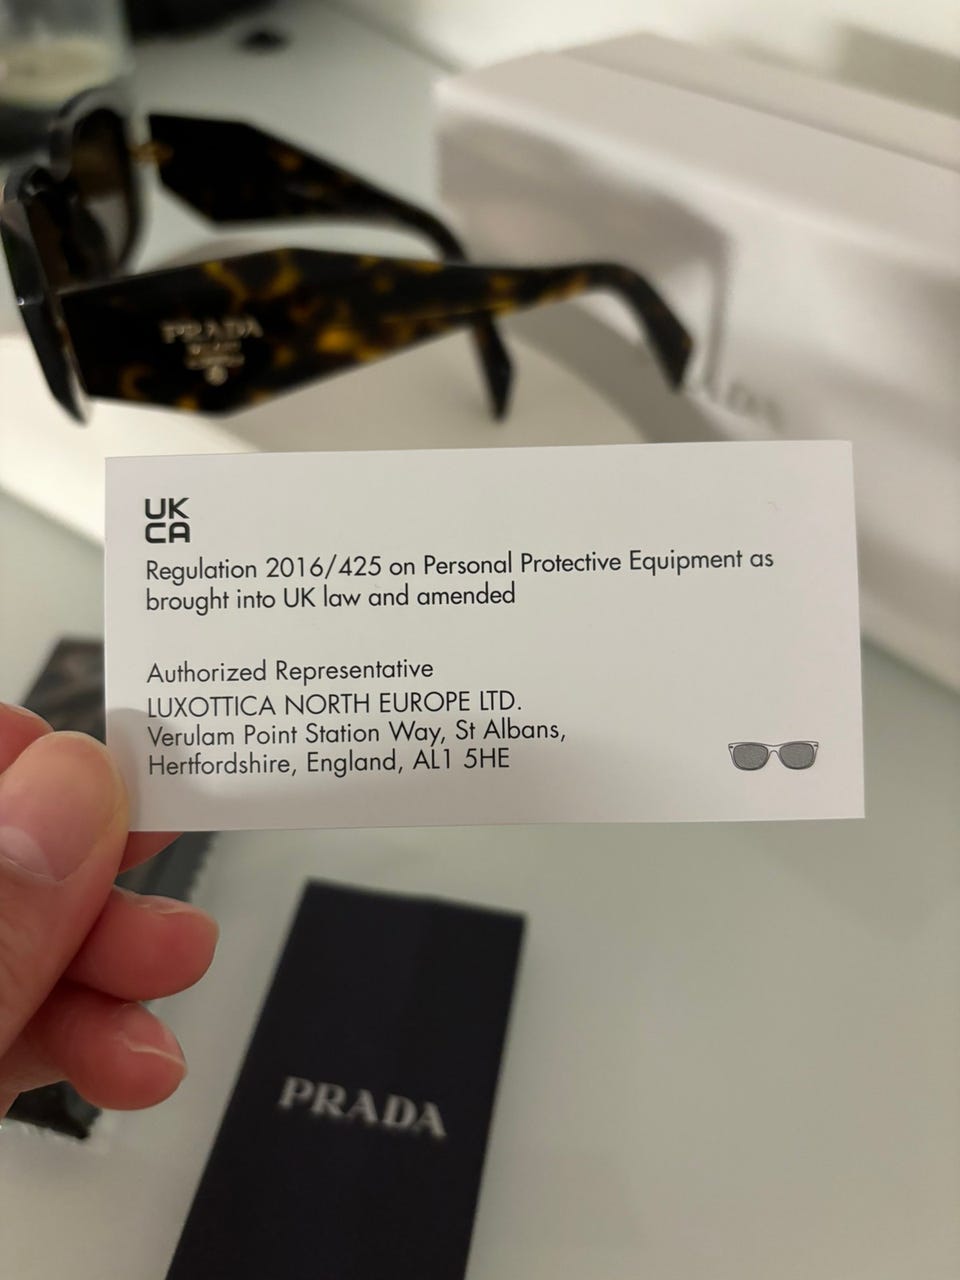 PRADA
UK
CA
Regulation 2016/425 on Personal Protective Equipment as
brought into UK law and amended
Authorized Representative
LUXOTTICA NORTH EUROPE LTD.
Verulam Point Station Way, St Albans,
Hertfordshire, England, AL1 5HE
PRADA